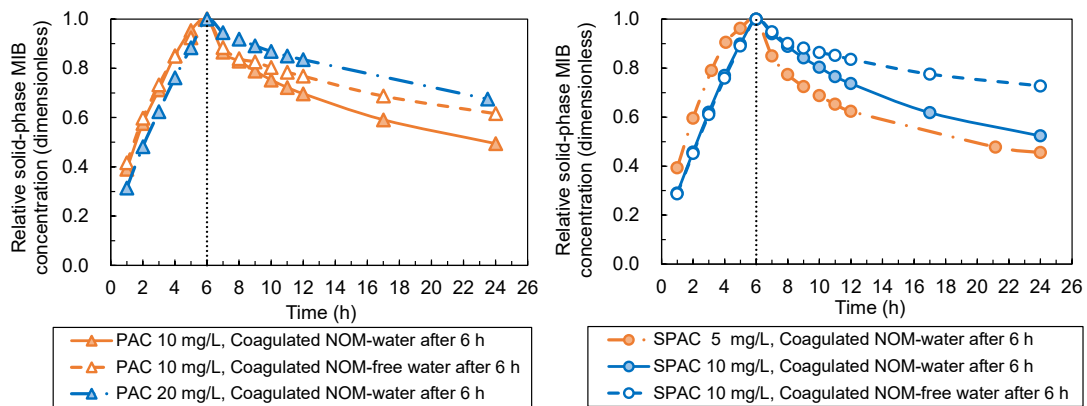 Relative solid-phase MIB
concentration (dimensionless)
1.0
0.8
0.6
0.4
0.2
0.0
0 2 4 6 8 10 12 14 16 18 20 22 24 26
Time (h)
PAC 10 mg/L, Coagulated NOM-water after 6 h
PAC 10 mg/L, Coagulated NOM-free water after 6 h
PAC 20 mg/L, Coagulated NOM-water after 6 h
Relative solid-phase MIB
concentration (dimensionless)
1.0
0.8
0.6
0.4
0.2
0.0
0 2 4 6 8 10 12 14 16 18 20 22 24 26
Time (h)
SPAC 5 mg/L, Coagulated NOM-water after 6 h
SPAC 10 mg/L, Coagulated NOM-water after 6 h
SPAC 10 mg/L, Coagulated NOM-free water after 6 h